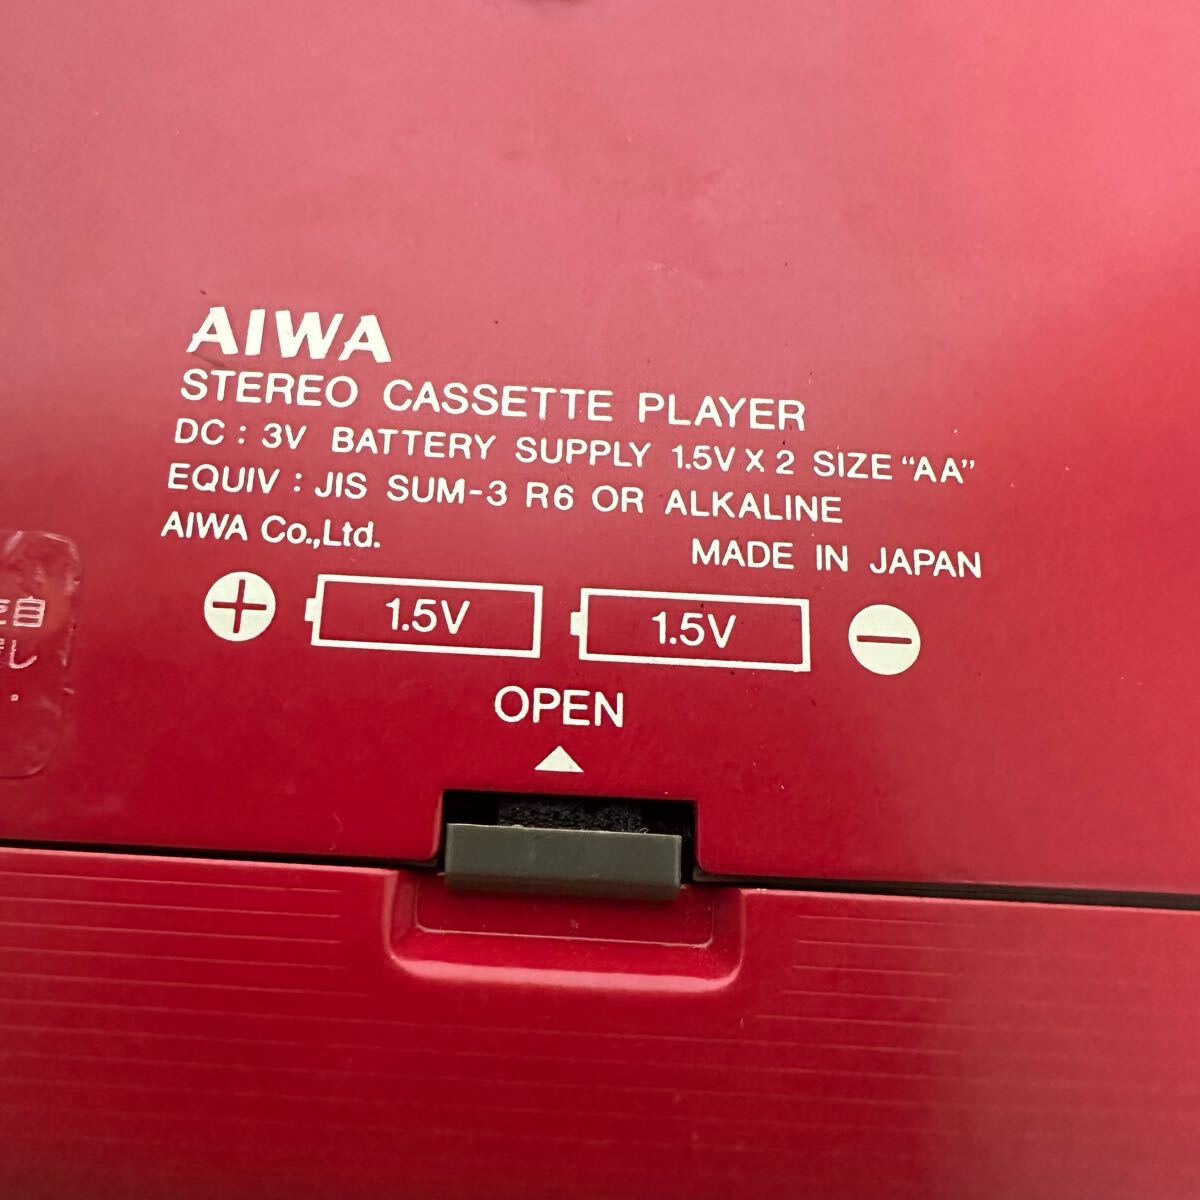 AIWA
STEREO CASSETTE PLAYER
DC : 3V BATTERY SUPPLY 1.5V X 2 SIZE "AA"
EQUIV : JIS SUM-3 R6 OR ALKALINE
AIWA Co.,Ltd.
MADE IN JAPAN
1.5V 1.5V
OPEN